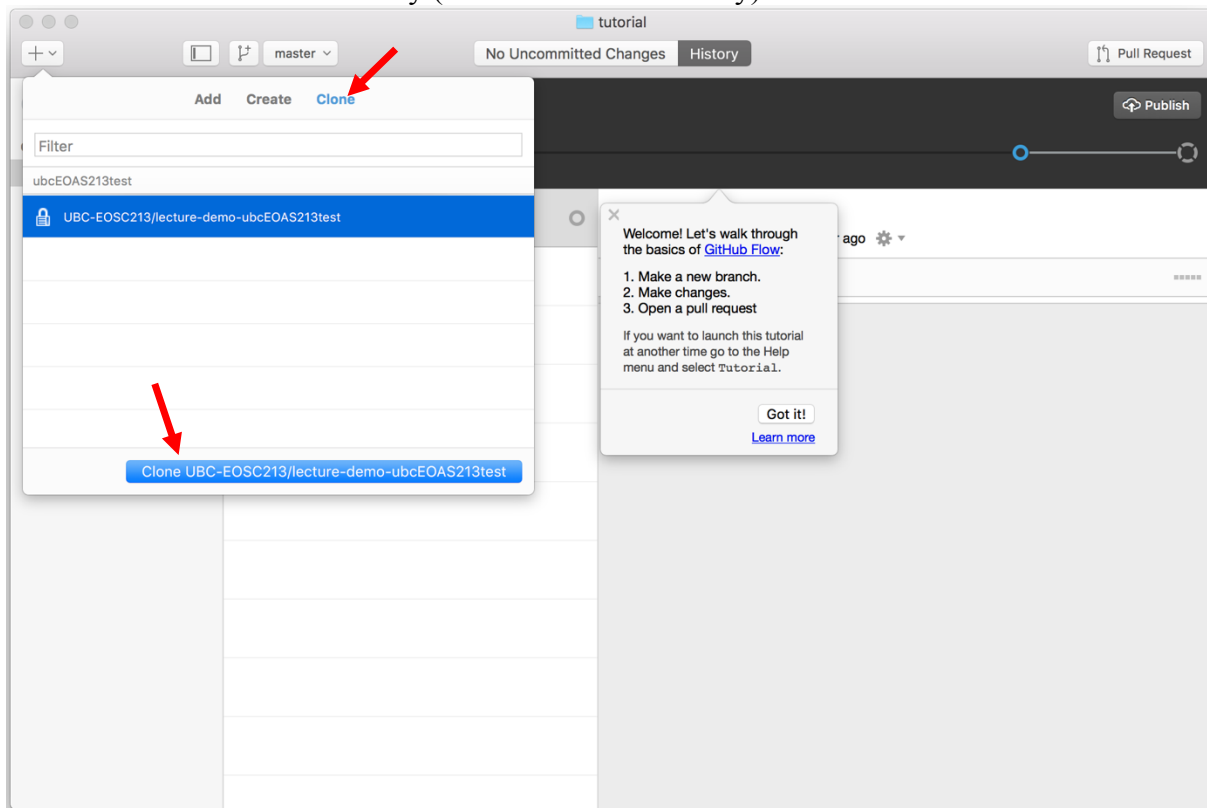 tutorial
master
No Uncommitted Changes
History
Pull Request
Add
Create
Clone
Publish
Filter
ubcEOAS213test
UBC-EOSC213/lecture-demo-ubcEOAS213test
Clone UBC-EOSC213/lecture-demo-ubcEOAS213test
ago
Welcome! Let's walk through
the basics of GitHub Flow:
1. Make a new branch.
2. Make changes.
3. Open a pull request
If you want to launch this tutorial
at another time go to the Help
menu and select Tutorial.
Got it!
Learn more